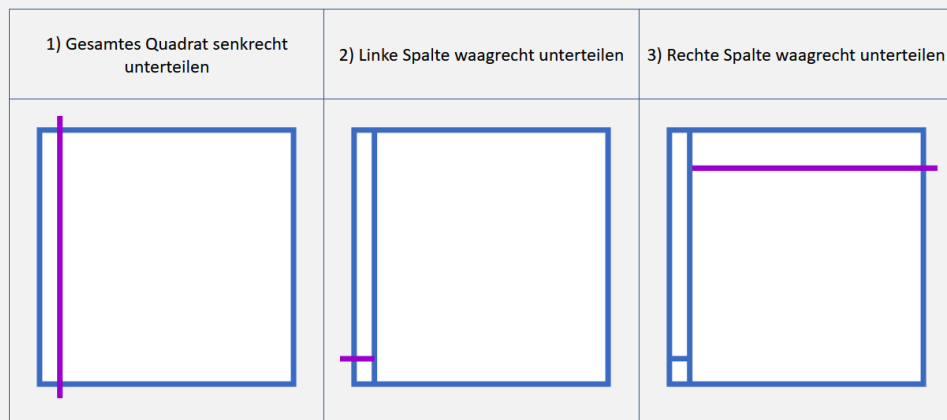 1) Gesamtes Quadrat senkrecht
unterteilen
2) Linke Spalte waagrecht unterteilen
3) Rechte Spalte waagrecht unterteilen